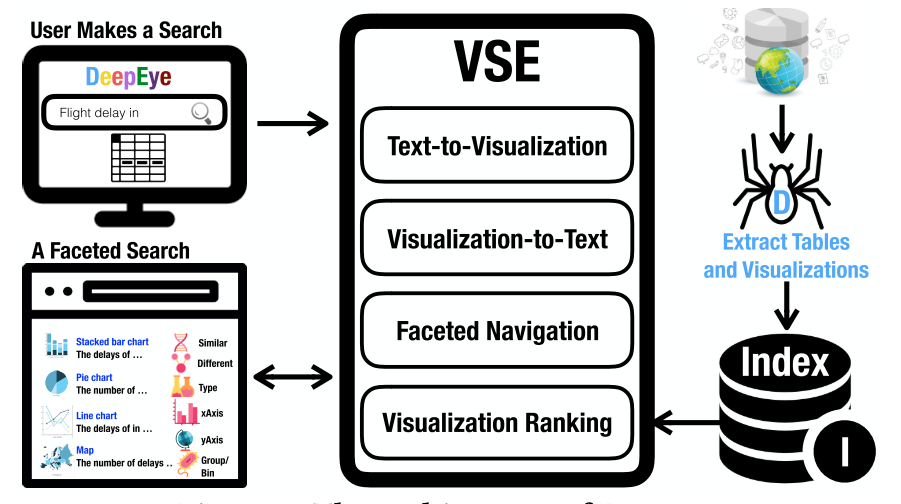 User Makes a Search
DeepEye
Flight delay in
A Faceted Search
Stacked bar chart
The delays of ...
Pie chart
The number of ...
Line chart
The delays of in ...
Map
The number of delays ..
Similar
Different
Type
xAxis
yAxis
Group/
Bin
VSE
Text-to-Visualization
Visualization-to-Text
Faceted Navigation
Visualization Ranking
D
Extract Tables
and Visualizations
Index
I